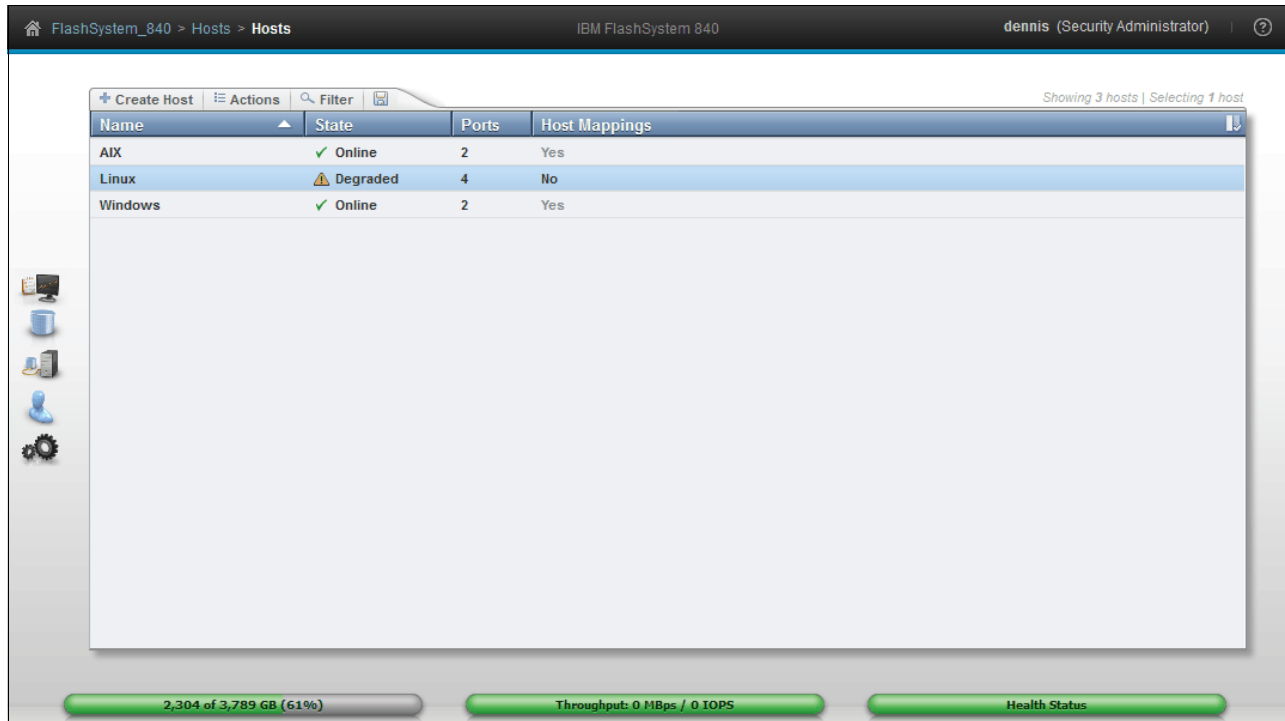 FlashSystem_840 > Hosts > Hosts IBM FlashSystem 840 dennis (Security Administrator) | ?
Create Host Actions Filter Showing 3 hosts | Selecting 1 host
Name State Ports Host Mappings
AIX Online 2 Yes
Linux Degraded 4 No
Windows Online 2 Yes
2,304 of 3,789 GB (61%) Throughput: 0 MBps / 0 IOPS Health Status